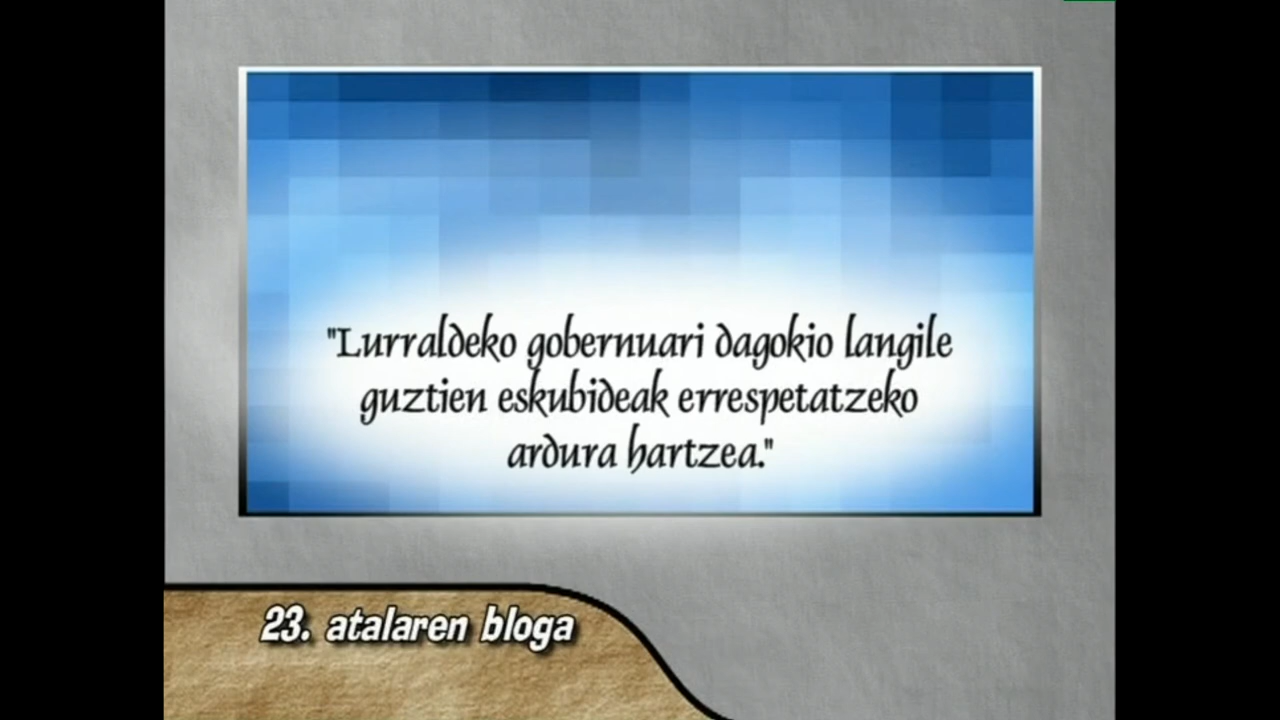 "Lurraldeko gobernuari dagokio langile
guztien eskubideak errespetatzeko
ardura hartzea."
23. atalaren bloga